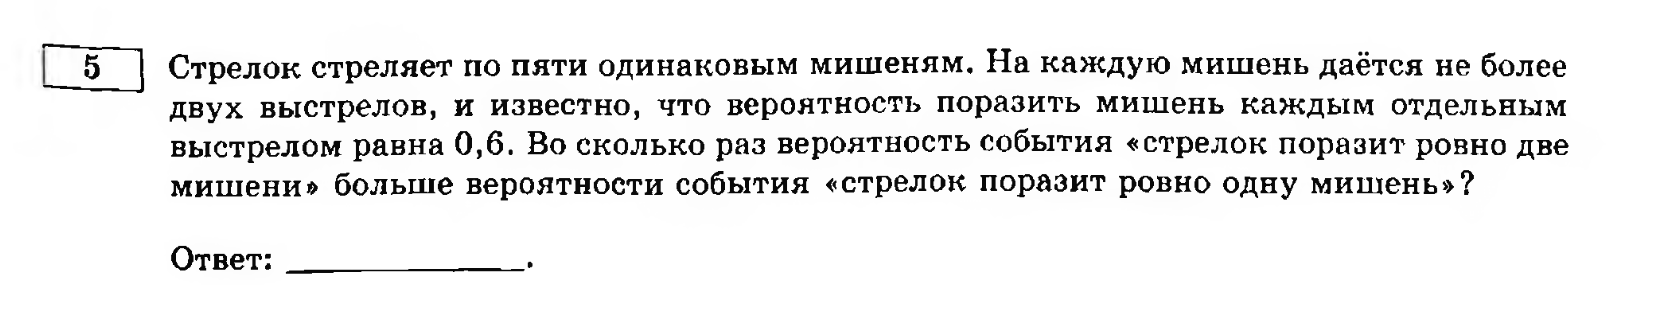 5
Стрелок стреляет по пяти одинаковым мишеням. На каждую мишень даётся не более
двух выстрелов, и известно, что вероятность поразить мишень каждым отдельным
выстрелом равна 0,6. Во сколько раз вероятность события «стрелок поразит ровно две
мишени» больше вероятности события «стрелок поразит ровно одну мишень»?
Ответ: ______________.